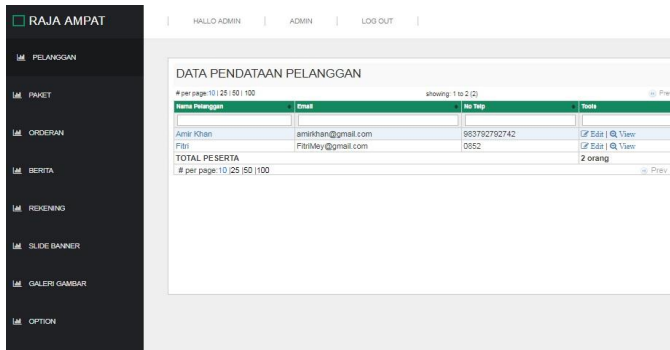 RAJA AMPAT
HALLO ADMIN
ADMIN
LOG OUT
PELANGGAN
PAKET
ORDERAN
BERITA
REKENING
SLIDE BANNER
GALERI GAMBAR
OPTION
DATA PENDATAAN PELANGGAN
# per page:10 | 25 | 50 | 100 showing: 1 to 2 (2) Prev
Nama Pelanggan Email No Telp Tools
Amir Khan amirkhan@gmail.com 983792792742 Edit | View
Fitri FitriMey@gmail.com 0852 Edit | View
TOTAL PESERTA 2 orang
# per page:10 |25 |50 |100 Prev